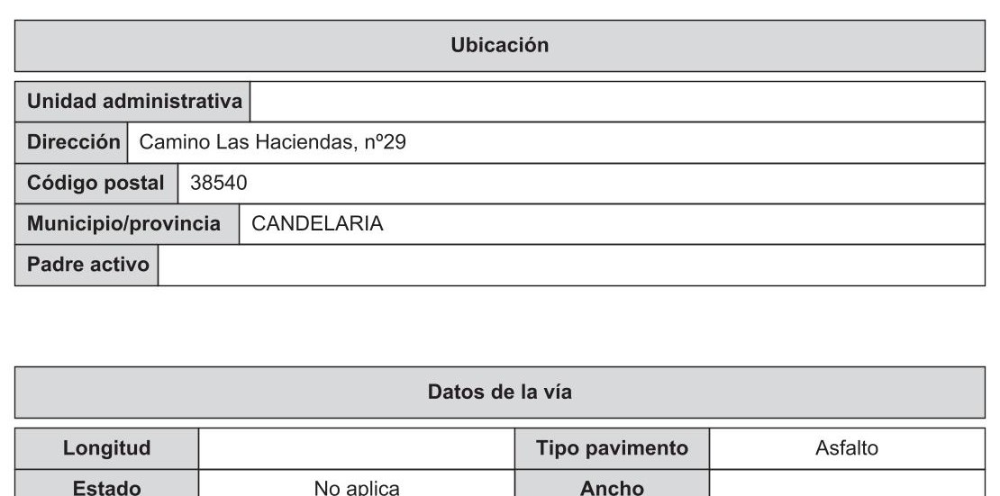 Ubicación
Unidad administrativa
Dirección Camino Las Haciendas, nº29
Código postal 38540
Municipio/provincia CANDELARIA
Padre activo
Datos de la vía
Longitud Tipo pavimento Asfalto
Estado No aplica Ancho